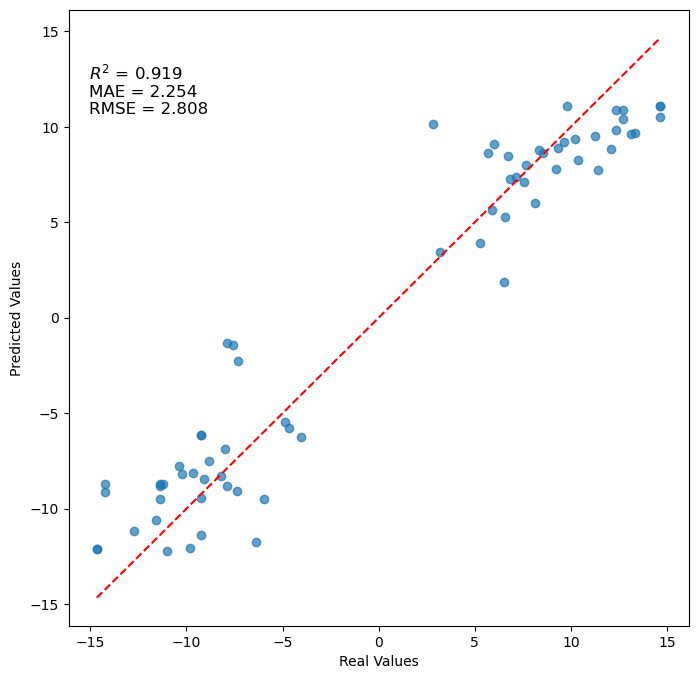 R² = 0.919
MAE = 2.254
RMSE = 2.808
15
10
5
0
−5
−10
−15
Predicted Values
−15 −10 −5 0 5 10 15
Real Values